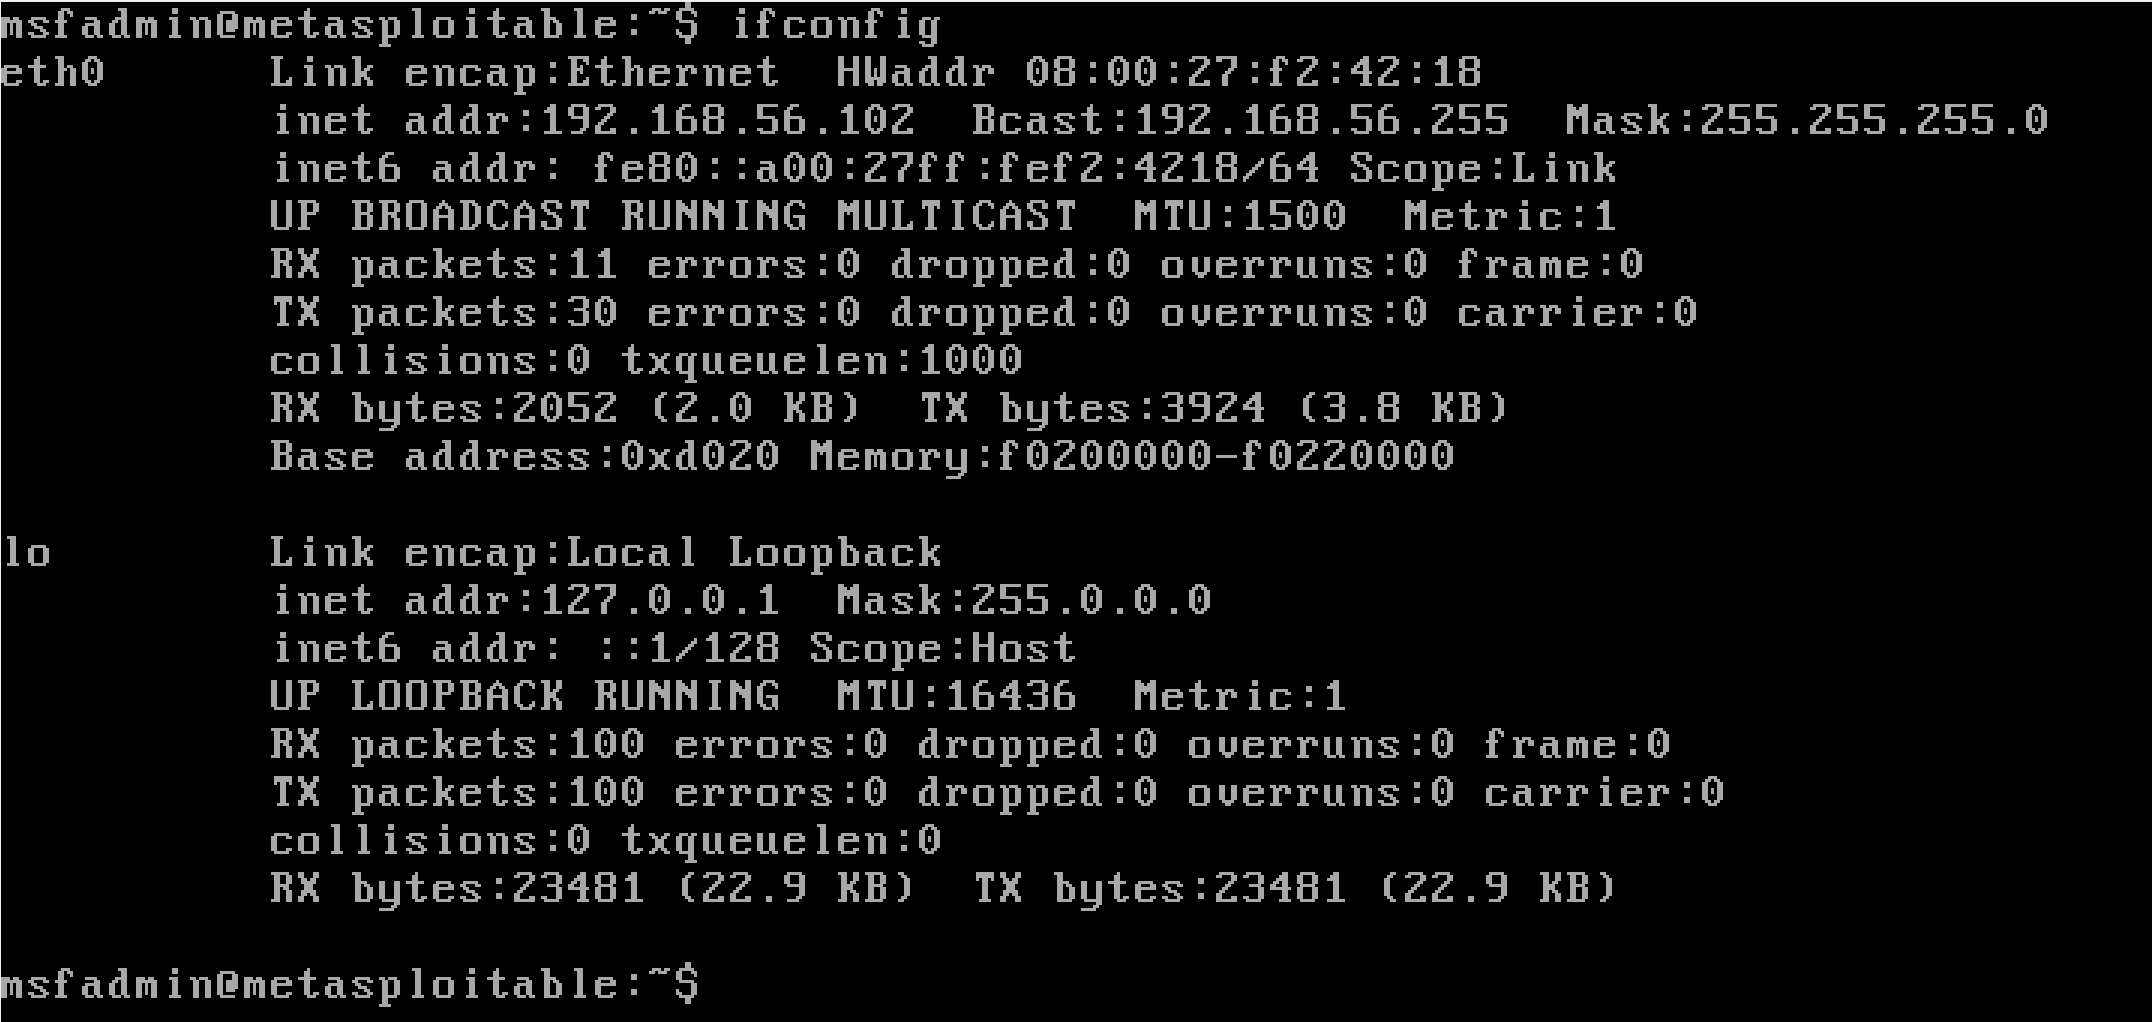 msfadmin@metasploitable:~$ ifconfig
eth0      Link encap:Ethernet  HWaddr 08:00:27:f2:42:18
          inet addr:192.168.56.102  Bcast:192.168.56.255  Mask:255.255.255.0
          inet6 addr: fe80::a00:27ff:fef2:4218/64 Scope:Link
          UP BROADCAST RUNNING MULTICAST  MTU:1500  Metric:1
          RX packets:11 errors:0 dropped:0 overruns:0 frame:0
          TX packets:30 errors:0 dropped:0 overruns:0 carrier:0
          collisions:0 txqueuelen:1000
          RX bytes:2052 (2.0 KB)  TX bytes:3924 (3.8 KB)
          Base address:0xd020 Memory:f0200000-f0220000

lo        Link encap:Local Loopback
          inet addr:127.0.0.1  Mask:255.0.0.0
          inet6 addr: ::1/128 Scope:Host
          UP LOOPBACK RUNNING  MTU:16436  Metric:1
          RX packets:100 errors:0 dropped:0 overruns:0 frame:0
          TX packets:100 errors:0 dropped:0 overruns:0 carrier:0
          collisions:0 txqueuelen:0
          RX bytes:23481 (22.9 KB)  TX bytes:23481 (22.9 KB)

msfadmin@metasploitable:~$